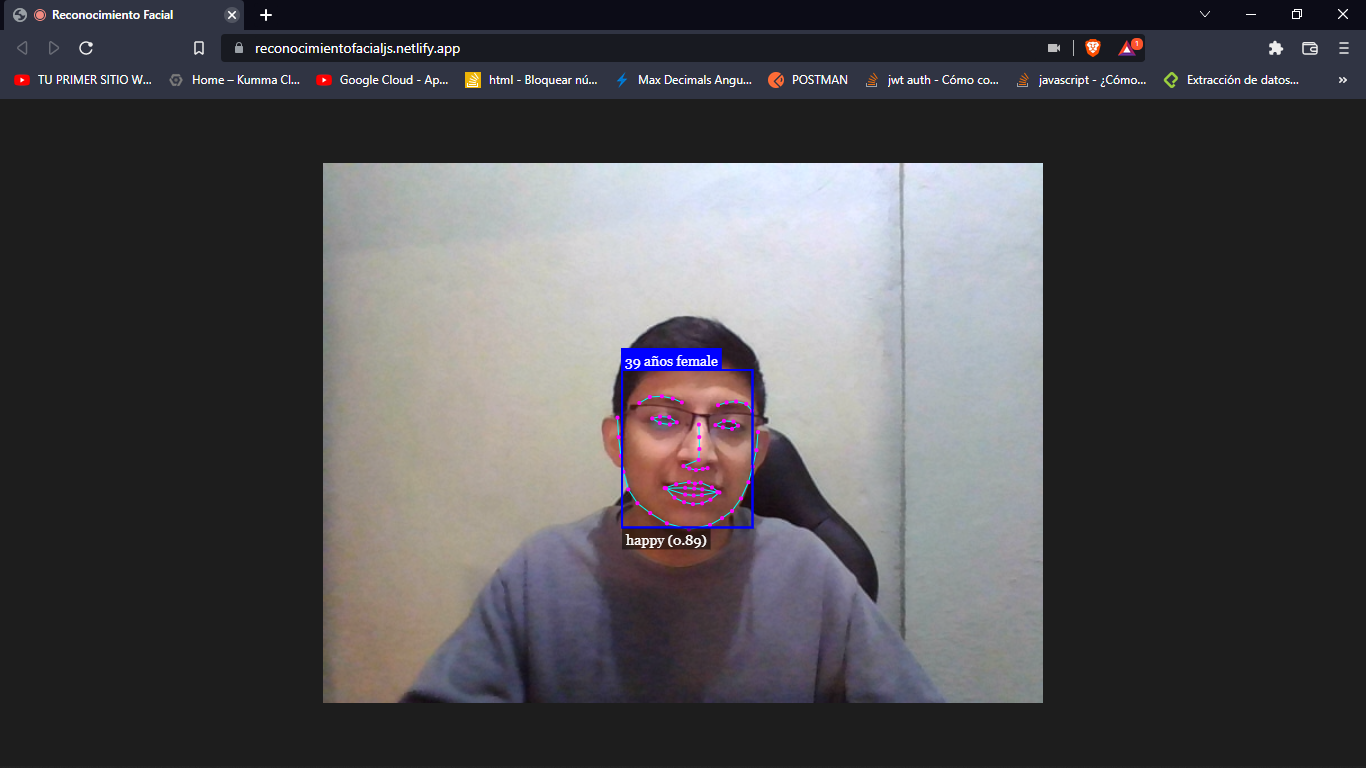 Reconocimiento Facial
reconocimientofacialjs.netlify.app
1
TU PRIMER SITIO W...
Home – Kumma Cl...
Google Cloud - Ap...
html - Bloquear nú...
Max Decimals Angu...
POSTMAN
jwt auth - Cómo co...
javascript - ¿Cómo...
Extracción de datos...
»
39 años female
happy (0.89)